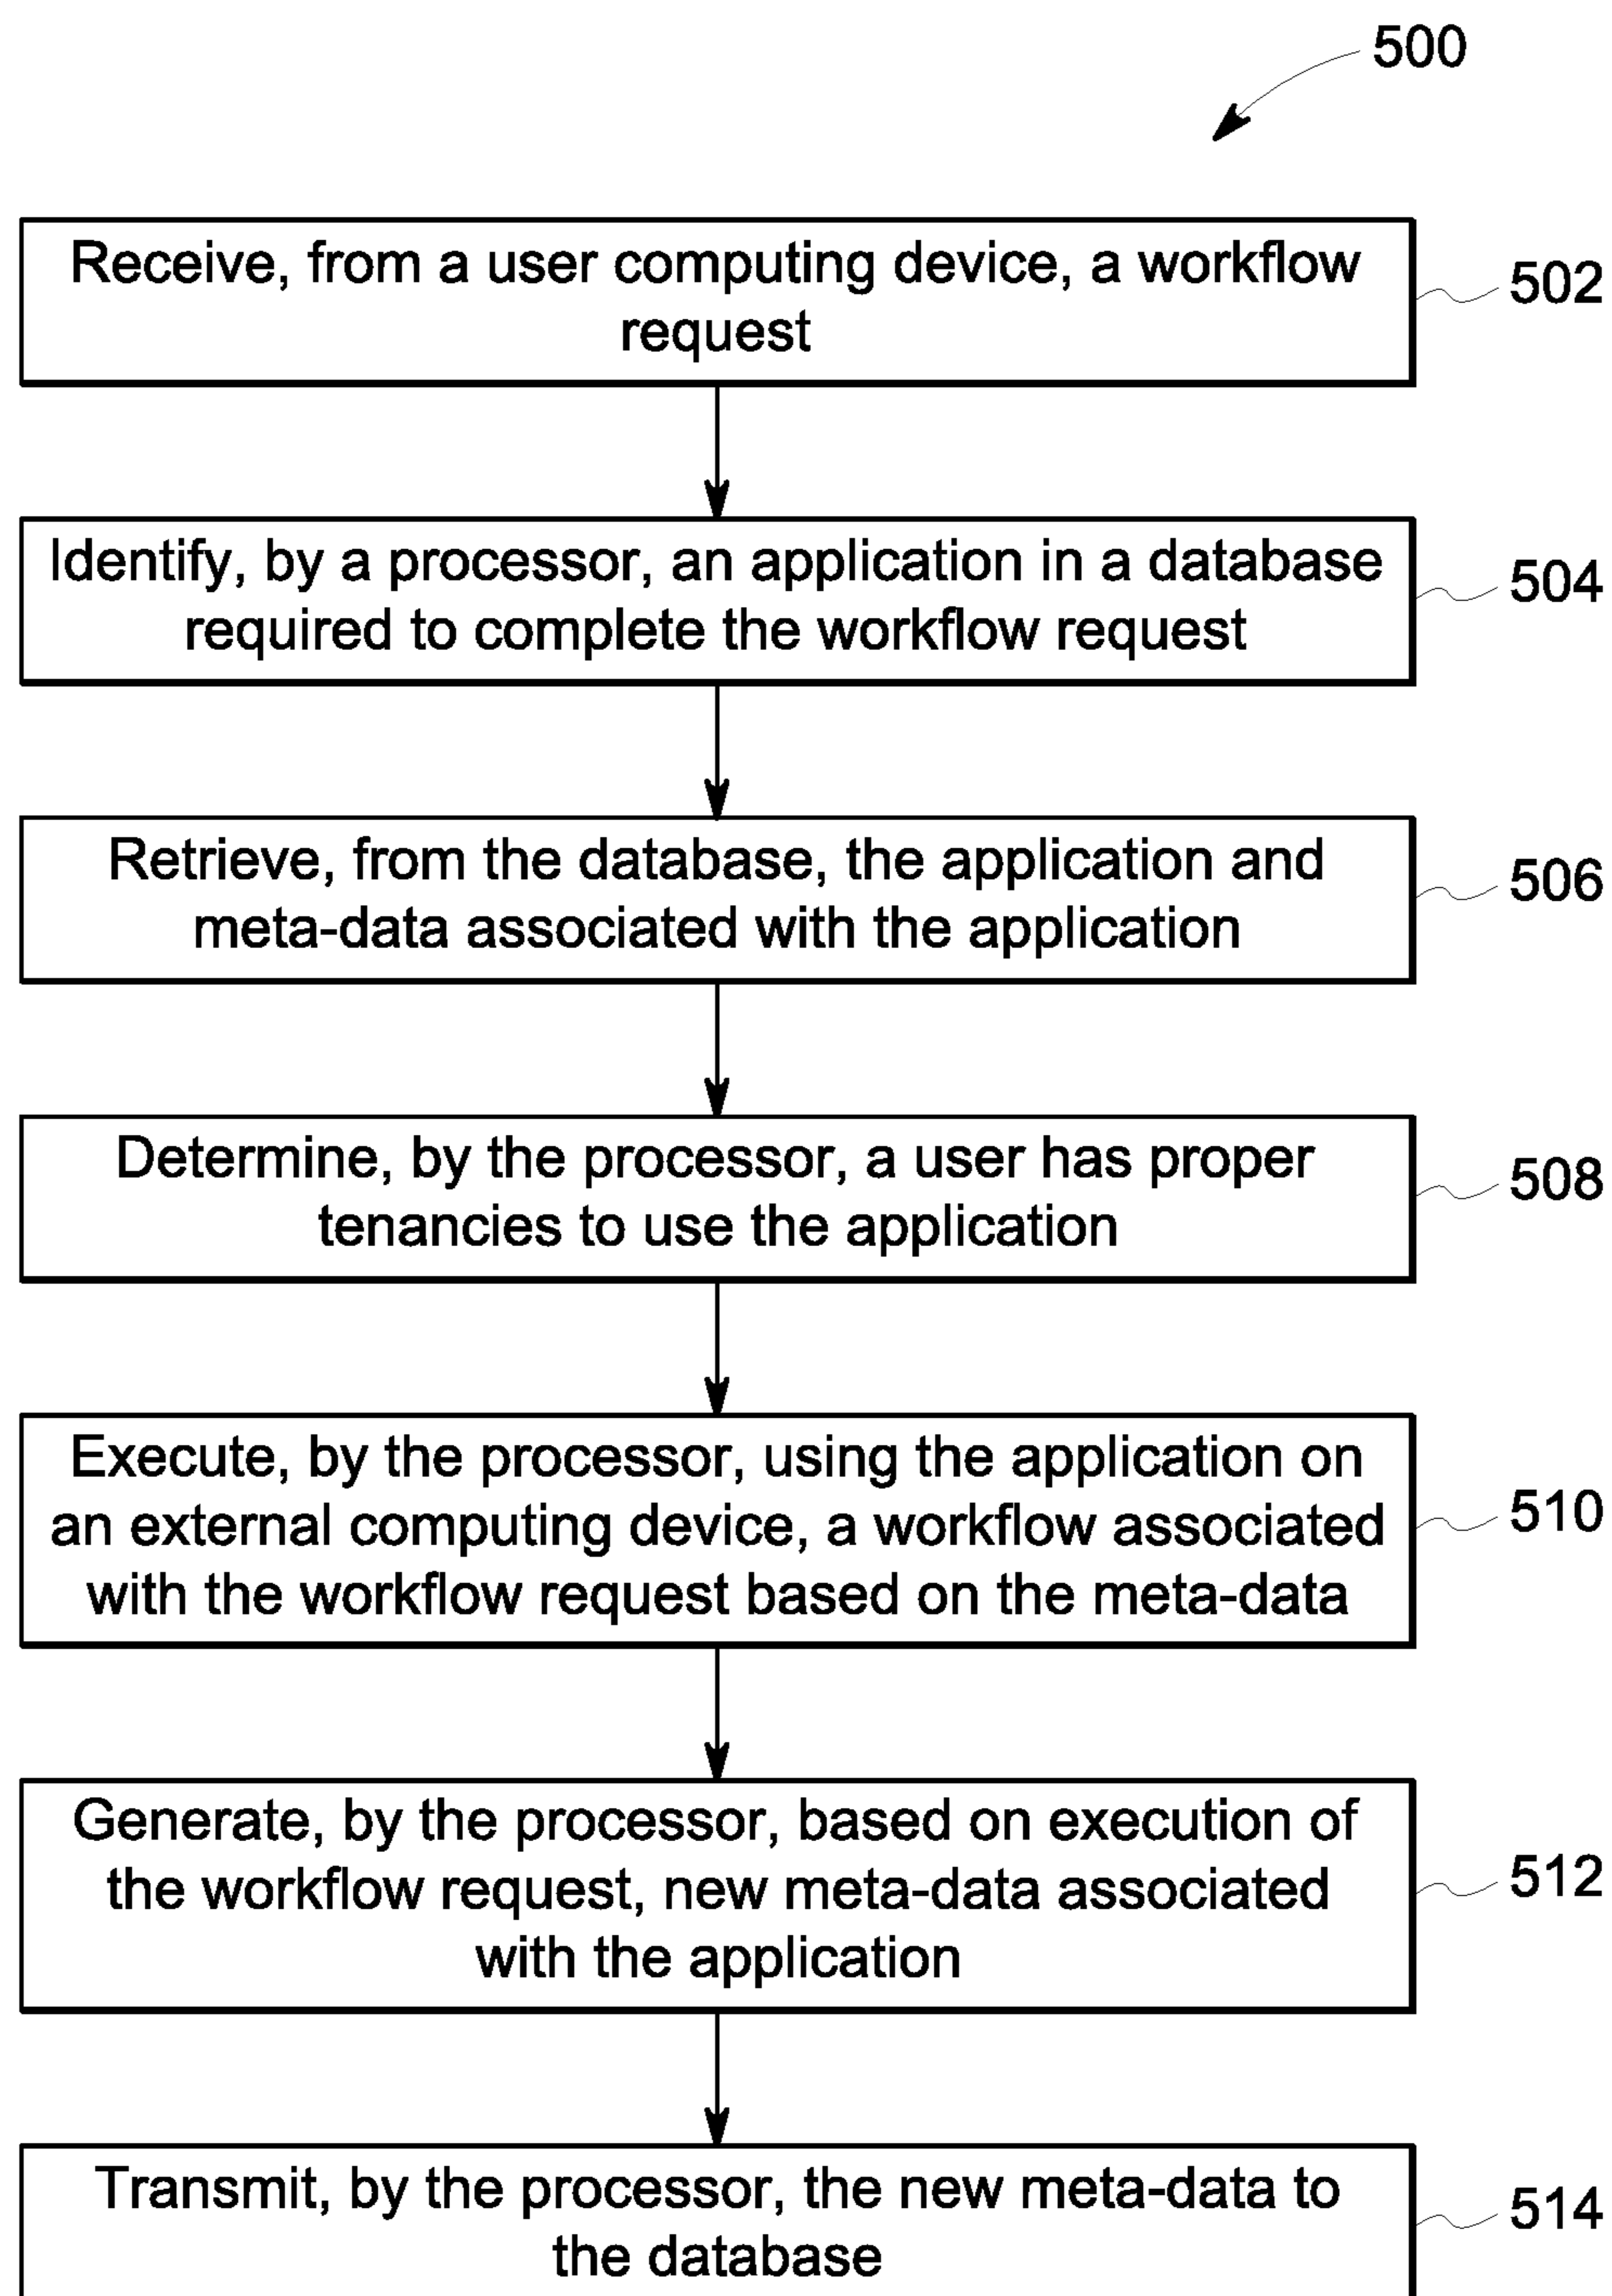 500
Receive, from a user computing device, a workflow
request
502
Identify, by a processor, an application in a database
required to complete the workflow request
504
Retrieve, from the database, the application and
meta-data associated with the application
506
Determine, by the processor, a user has proper
tenancies to use the application
508
Execute, by the processor, using the application on
an external computing device, a workflow associated
with the workflow request based on the meta-data
510
Generate, by the processor, based on execution of
the workflow request, new meta-data associated
with the application
512
Transmit, by the processor, the new meta-data to
the database
514